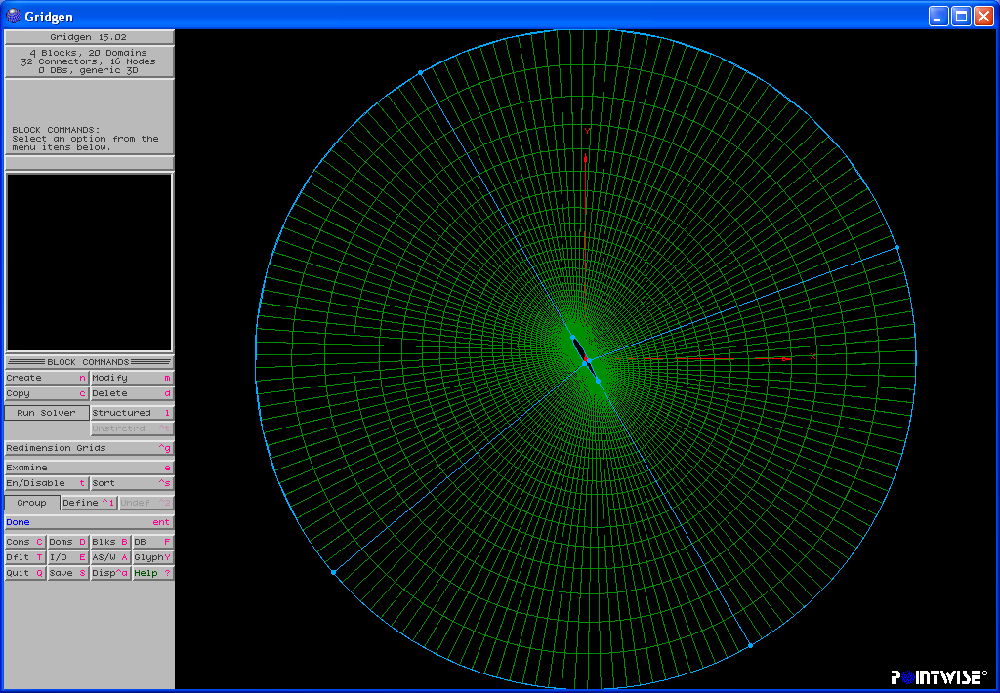 Gridgen
Gridgen 15.02
4 Blocks, 20 Domains
32 Connectors, 16 Nodes
0 DBs, generic 3D
BLOCK COMMANDS:
Select an option from the
menu items below.
BLOCK COMMANDS
Create n Modify m
Copy c Delete d
Run Solver Structured l
Unstrctrd ^t
Redimension Grids ^g
Examine e
En/Disable t Sort ^s
Group Define ^1 Undef ^2
Done ent
Cons C Doms D Blks B DB F
Dflt T I/O E AS/W A Glyph Y
Quit Q Save S Disp ^a Help ?
Y
X
POINTWISE®